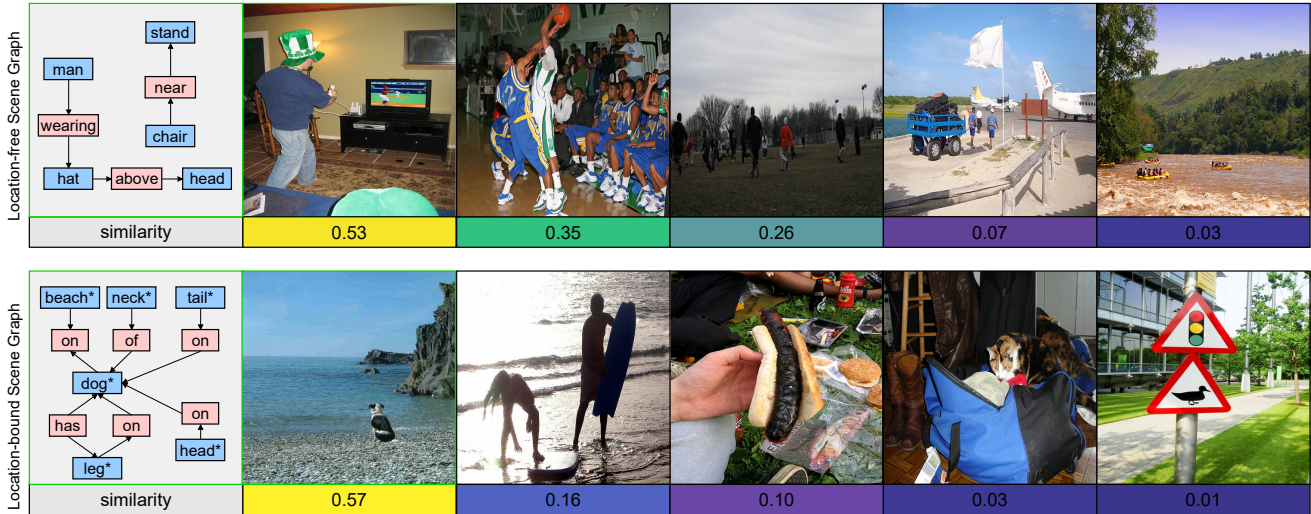 Location-free Scene Graph
stand
man
near
wearing
chair
hat
above
head
similarity
0.53
0.35
0.26
0.07
0.03
Location-bound Scene Graph
beach*
neck*
tail*
on
of
on
dog*
has
on
on
head*
leg*
similarity
0.57
0.16
0.10
0.03
0.01